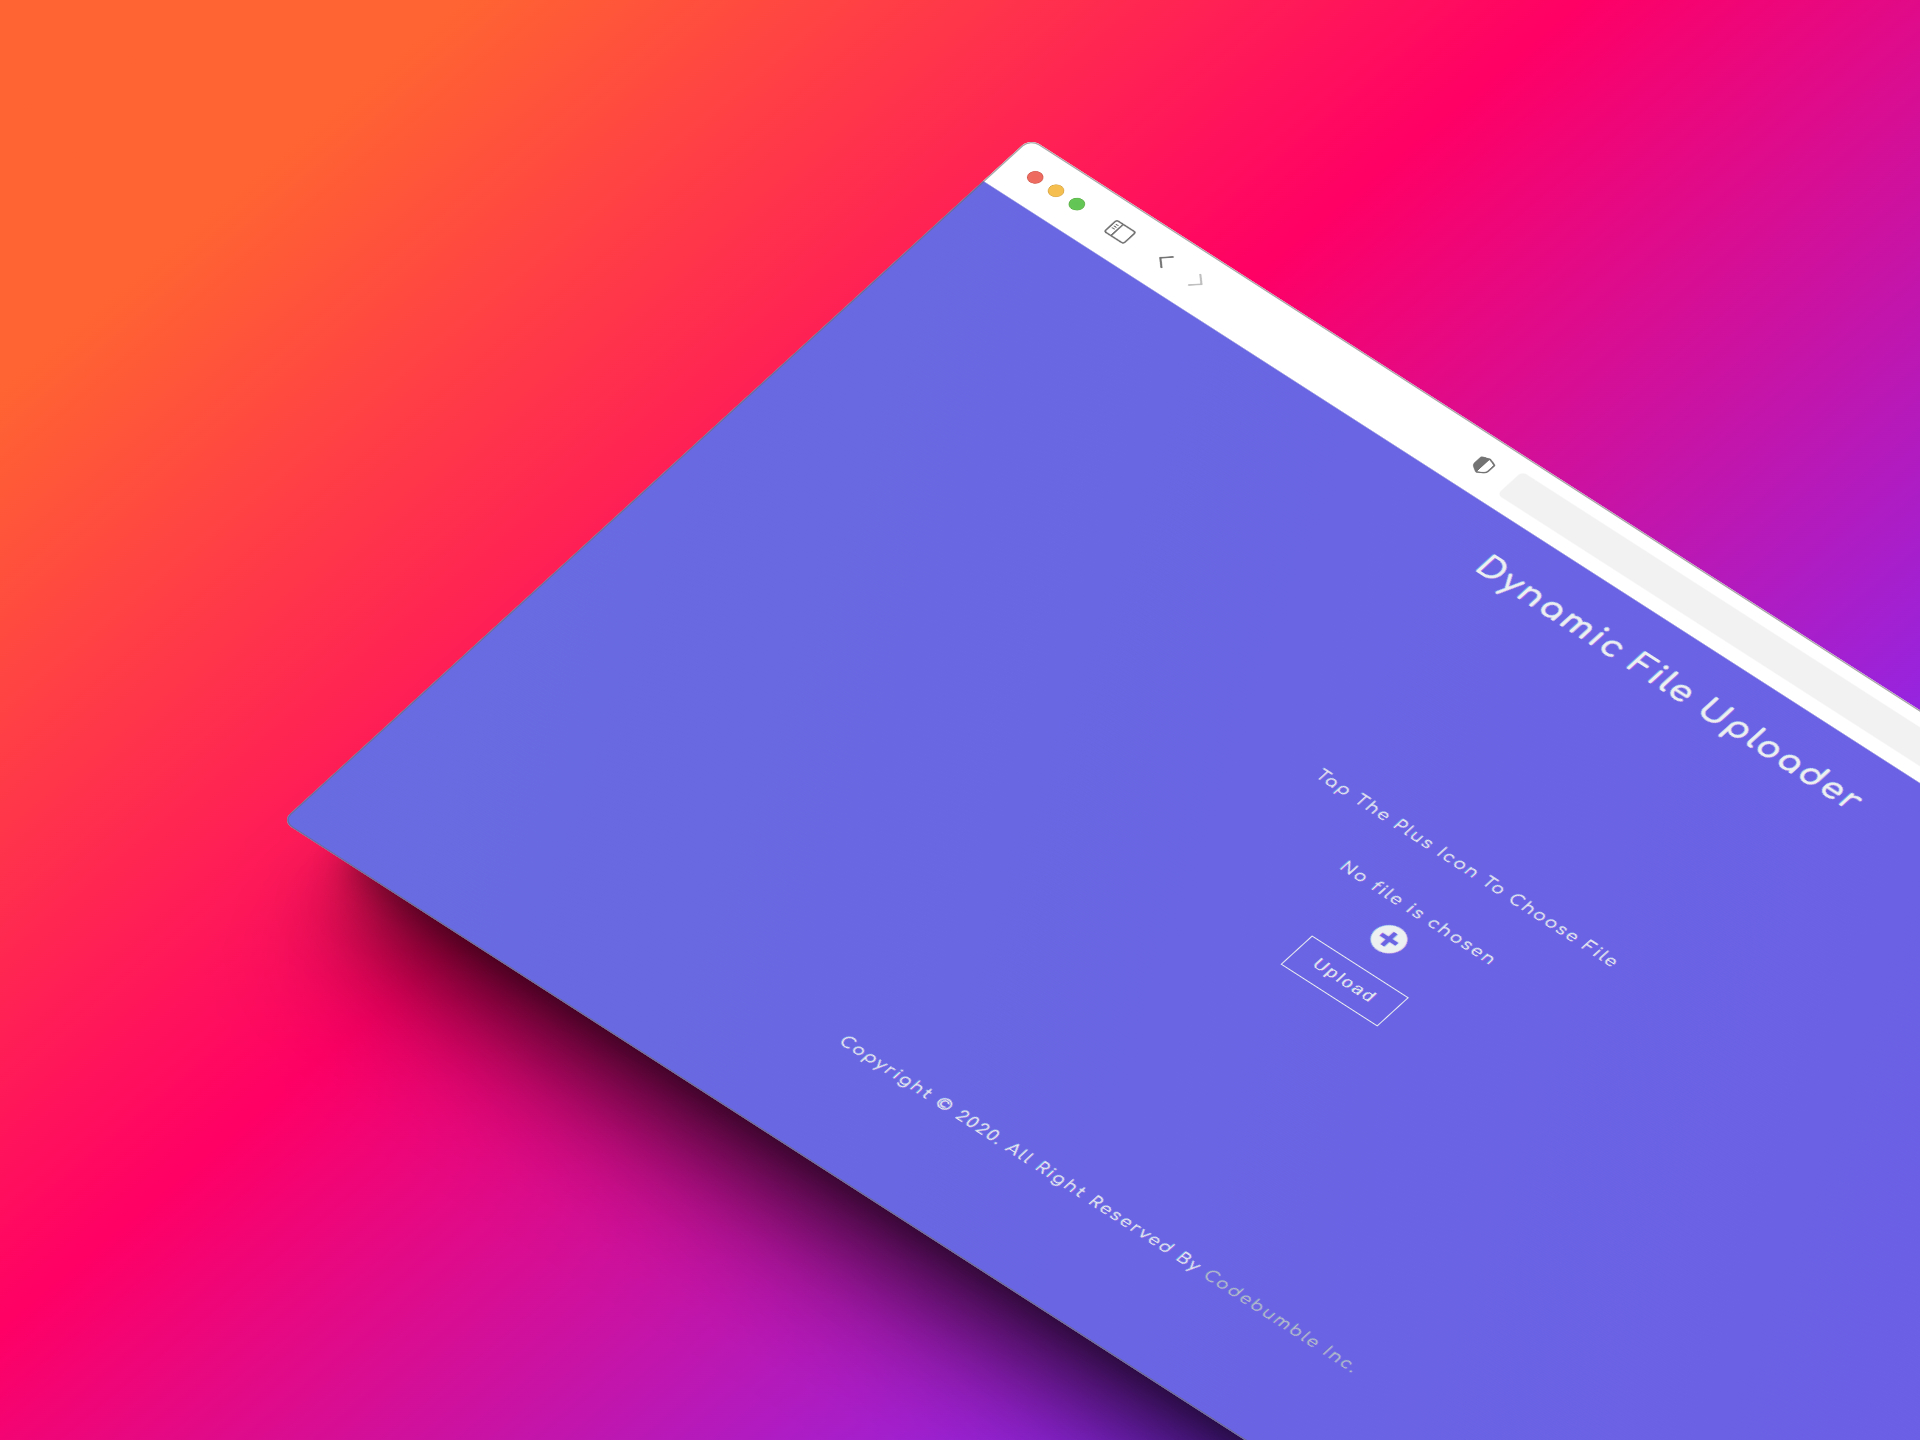 Dynamic File Uploader
Tap The Plus Icon To Choose File
No file is chosen
Upload
Copyright © 2020. All Right Reserved By Codebumble Inc.